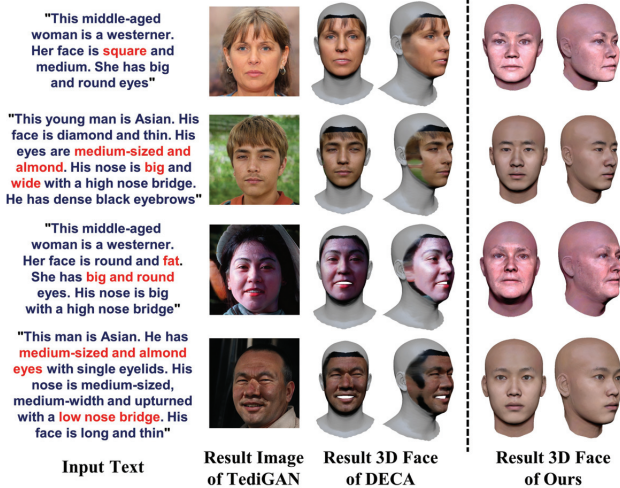 "This middle-aged
woman is a westerner.
Her face is square and
medium. She has big
and round eyes"
"This young man is Asian. His
face is diamond and thin. His
eyes are medium-sized and
almond. His nose is big and
wide with a high nose bridge.
He has dense black eyebrows"
"This middle-aged
woman is a westerner.
Her face is round and fat.
She has big and round
eyes. His nose is big
with a high nose bridge"
"This man is Asian. He has
medium-sized and almond
eyes with single eyelids. His
nose is medium-sized,
medium-width and upturned
with a low nose bridge. His
face is long and thin"
Input Text
Result Image
of TediGAN
Result 3D Face
of DECA
Result 3D Face
of Ours